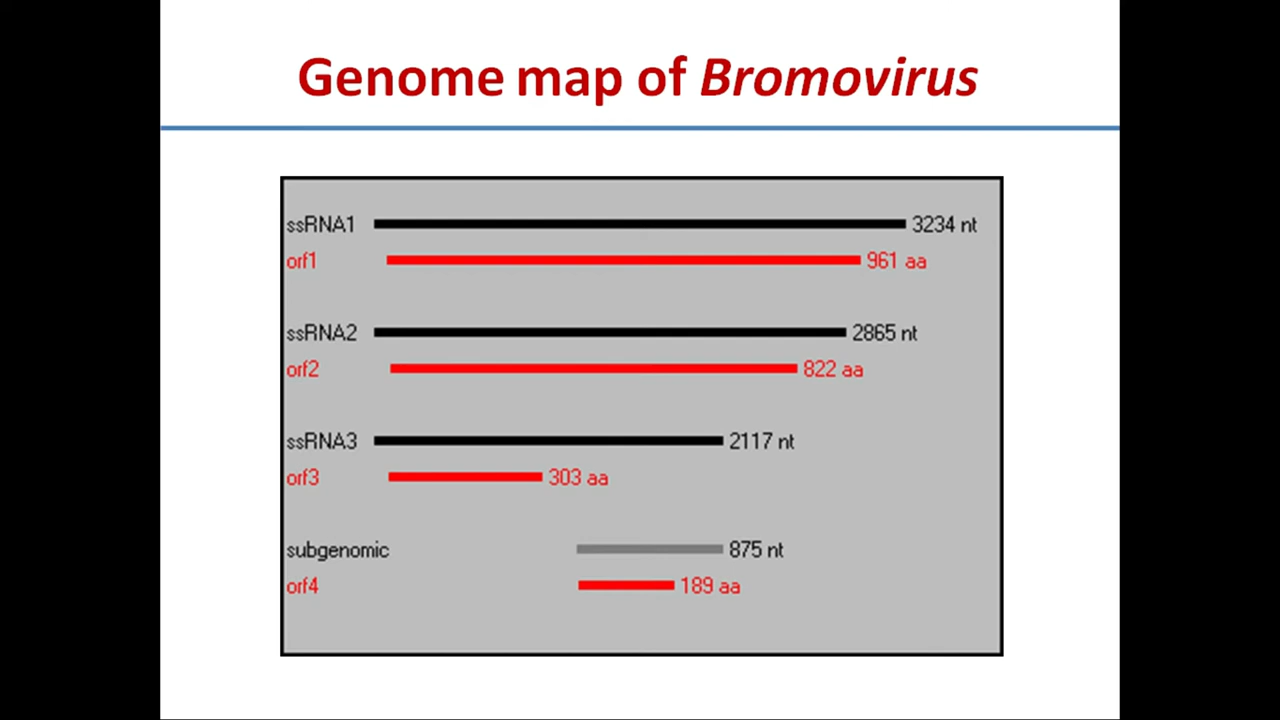 Genome map of Bromovirus
ssRNA1 3234 nt
orf1 961 aa
ssRNA2 2865 nt
orf2 822 aa
ssRNA3 2117 nt
orf3 303 aa
subgenomic 875 nt
orf4 189 aa